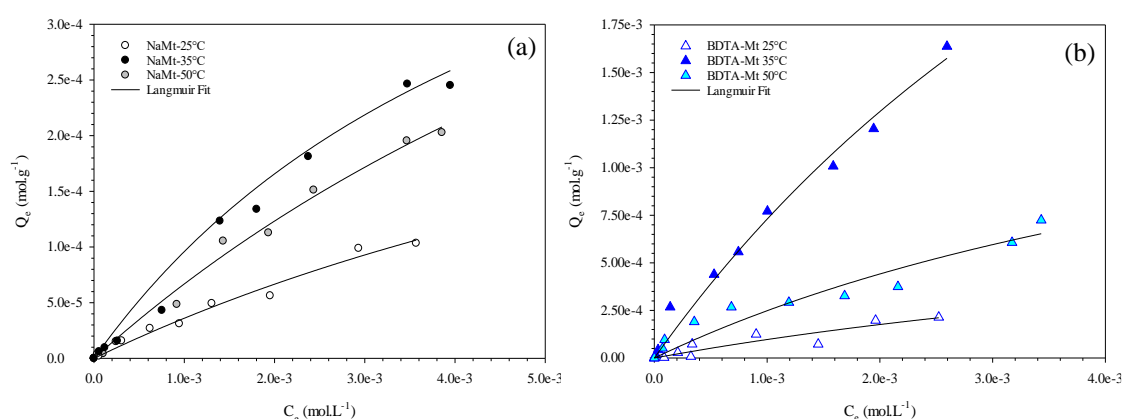 (a)
NaMt-25°C
NaMt-35°C
NaMt-50°C
Langmuir Fit
3.0e-4
2.5e-4
2.0e-4
1.5e-4
1.0e-4
5.0e-5
0.0
Qe (mol.g-1)
0.0 1.0e-3 2.0e-3 3.0e-3 4.0e-3 5.0e-3
Ce (mol.L-1)
(b)
BDTA-Mt 25°C
BDTA-Mt 35°C
BDTA-Mt 50°C
Langmuir Fit
1.75e-3
1.50e-3
1.25e-3
1.00e-3
7.50e-4
5.00e-4
2.50e-4
0.00
Qe (mol.g-1)
0.0 1.0e-3 2.0e-3 3.0e-3 4.0e-3
Ce (mol.L-1)